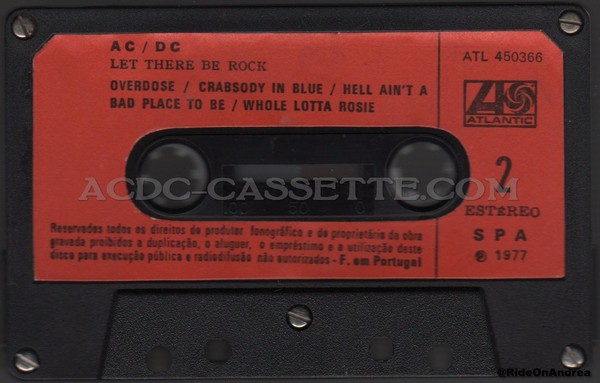 AC/DC
LET THERE BE ROCK
OVERDOSE / CRABSODY IN BLUE / HELL AIN'T A
BAD PLACE TO BE / WHOLE LOTTA ROSIE
ATL 450366
ATLANTIC
ACDC-CASSETTE.COM
2
ESTÉREO
SPA
Ⓟ 1977
100 50 0
Reservados todos os direitos do produtor fonográfico e do proprietário da obra
gravada proibidos a duplicação, o aluguer, o empréstimo e a utilização deste
disco para execução pública e radiodifusão não autorizados - F. em Portugal
©RideOnAndrea